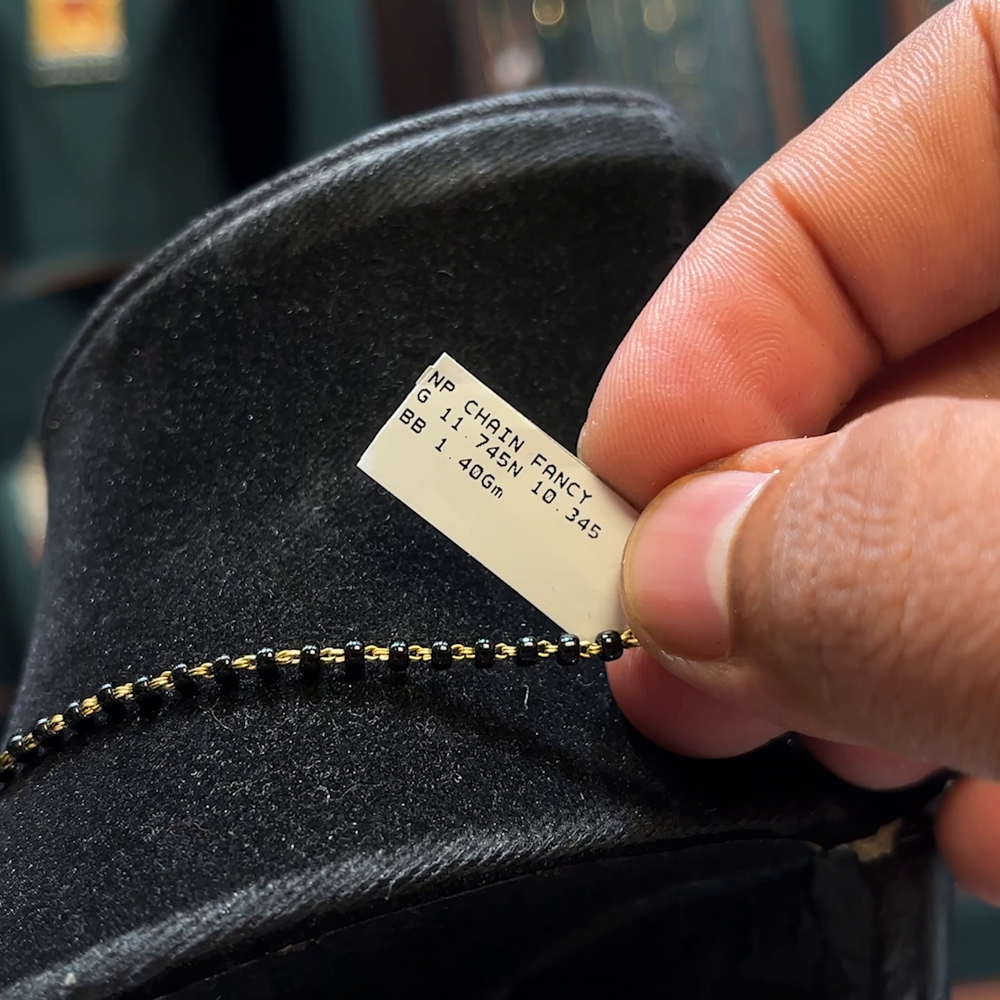 NP CHAIN FANCY
G 11.745N 10.345
BB 1.40Gm